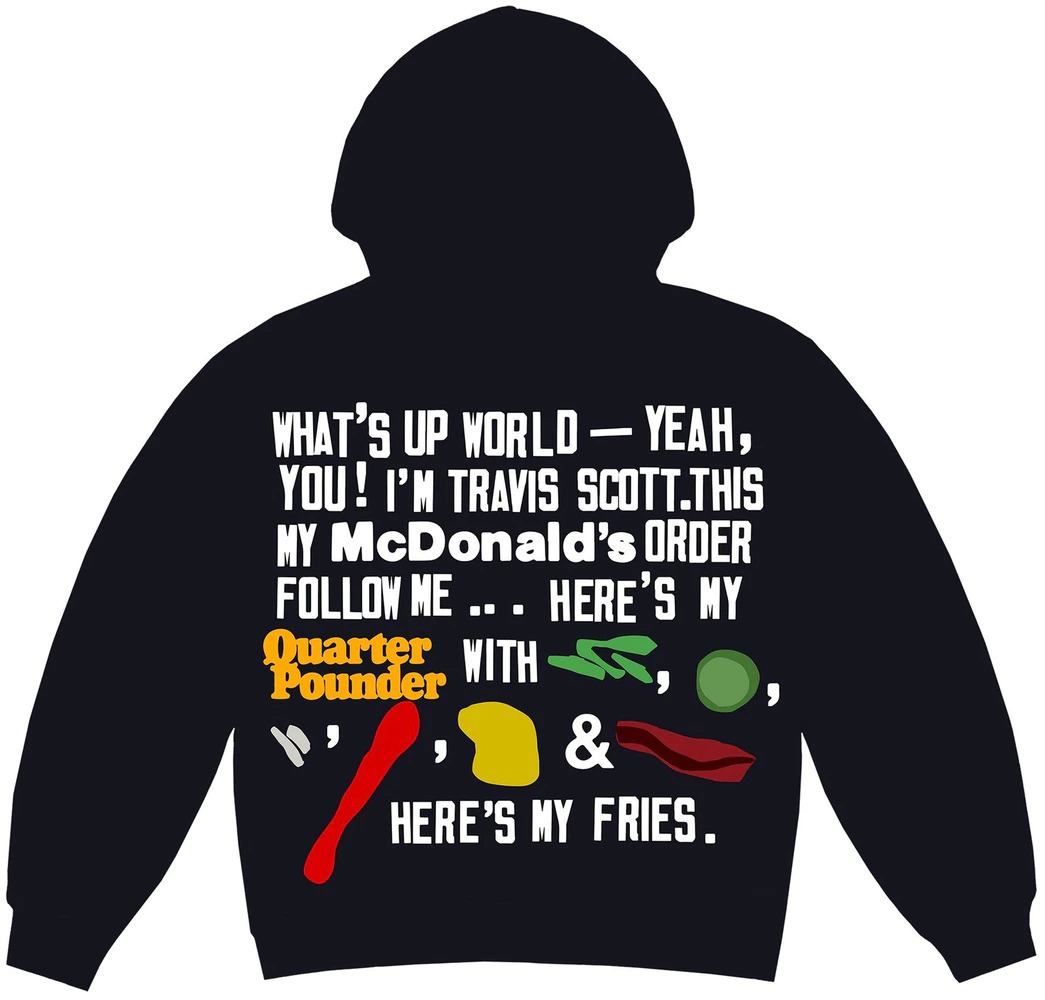 WHAT'S UP WORLD — YEAH,
YOU! I'M TRAVIS SCOTT.THIS
MY McDonald's ORDER
FOLLOW ME ... HERE'S MY
Quarter Pounder WITH , ,
, , &
HERE'S MY FRIES.